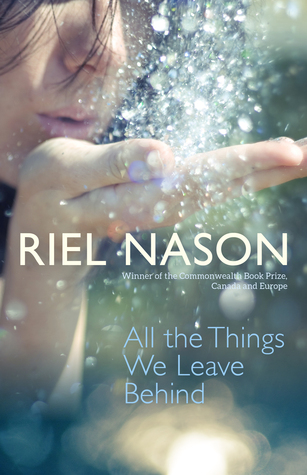 RIEL NASON
Winner of the Commonwealth Book Prize,
Canada and Europe
All the Things
We Leave
Behind